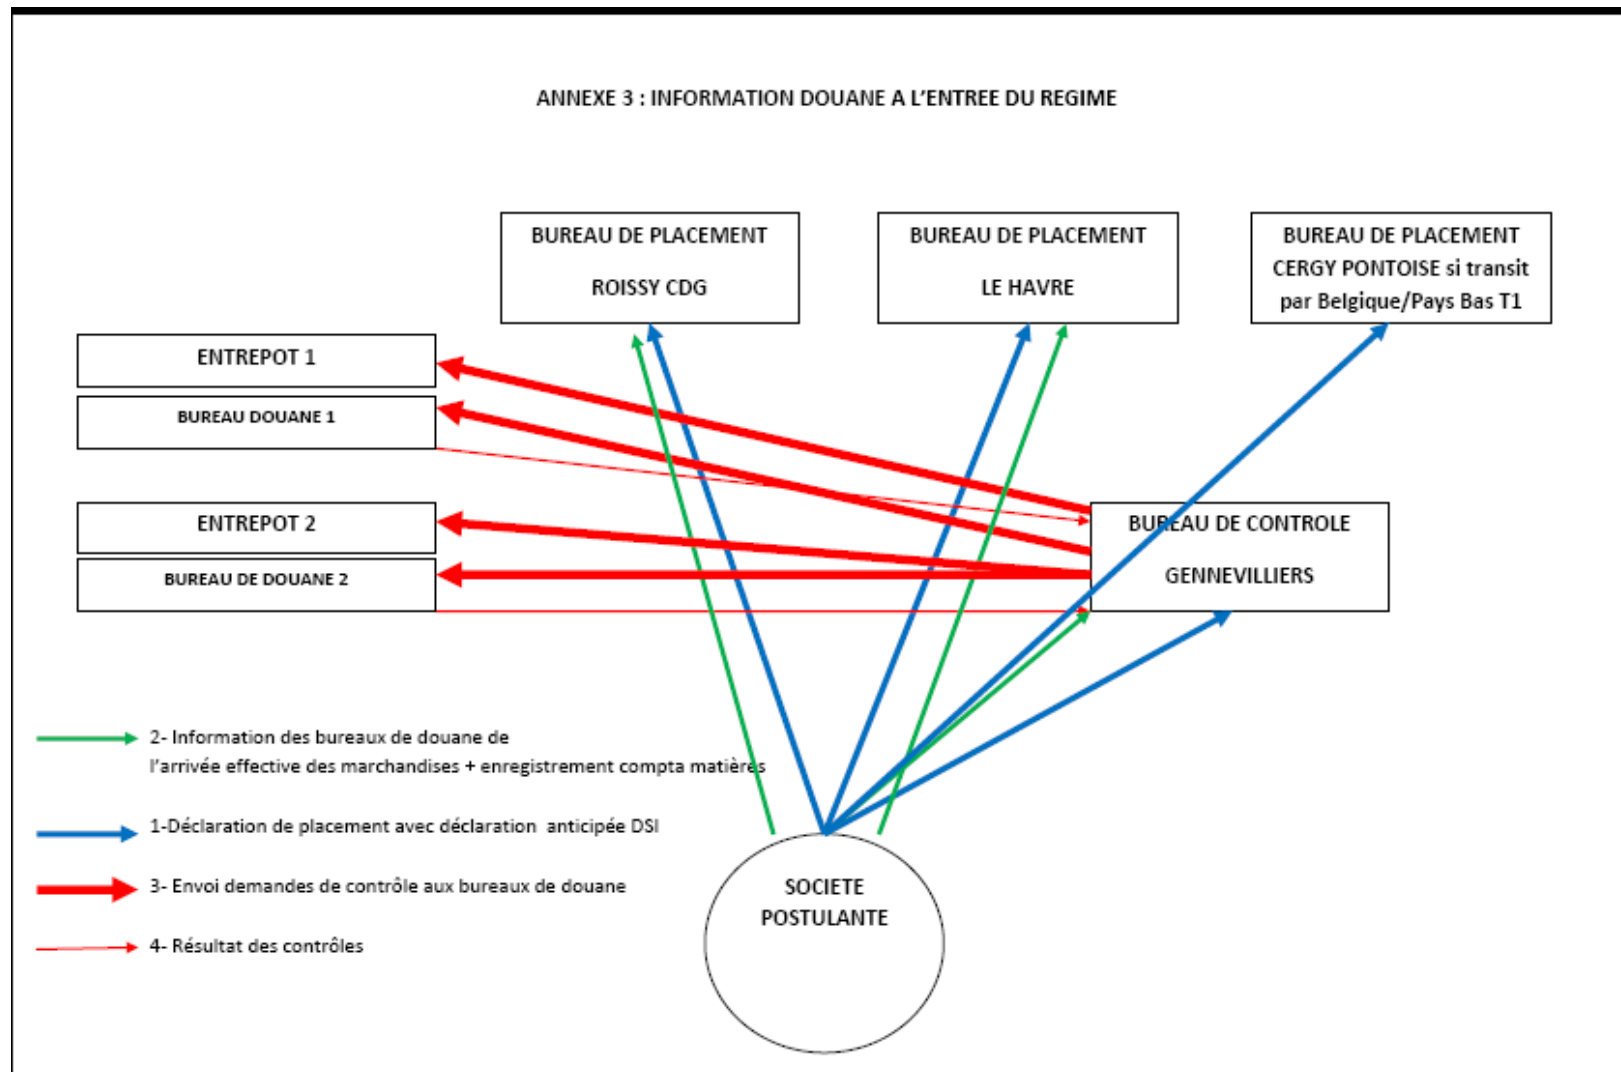 ANNEXE 3 : INFORMATION DOUANE A L'ENTREE DU REGIME
BUREAU DE PLACEMENT
ROISSY CDG
BUREAU DE PLACEMENT
LE HAVRE
BUREAU DE PLACEMENT
CERGY PONTOISE si transit
par Belgique/Pays Bas T1
ENTREPOT 1
BUREAU DOUANE 1
ENTREPOT 2
BUREAU DE DOUANE 2
BUREAU DE CONTROLE
GENNEVILLIERS
2- Information des bureaux de douane de
l'arrivée effective des marchandises + enregistrement compta matières
1-Déclaration de placement avec déclaration anticipée DSI
3- Envoi demandes de contrôle aux bureaux de douane
4- Résultat des contrôles
SOCIETE
POSTULANTE